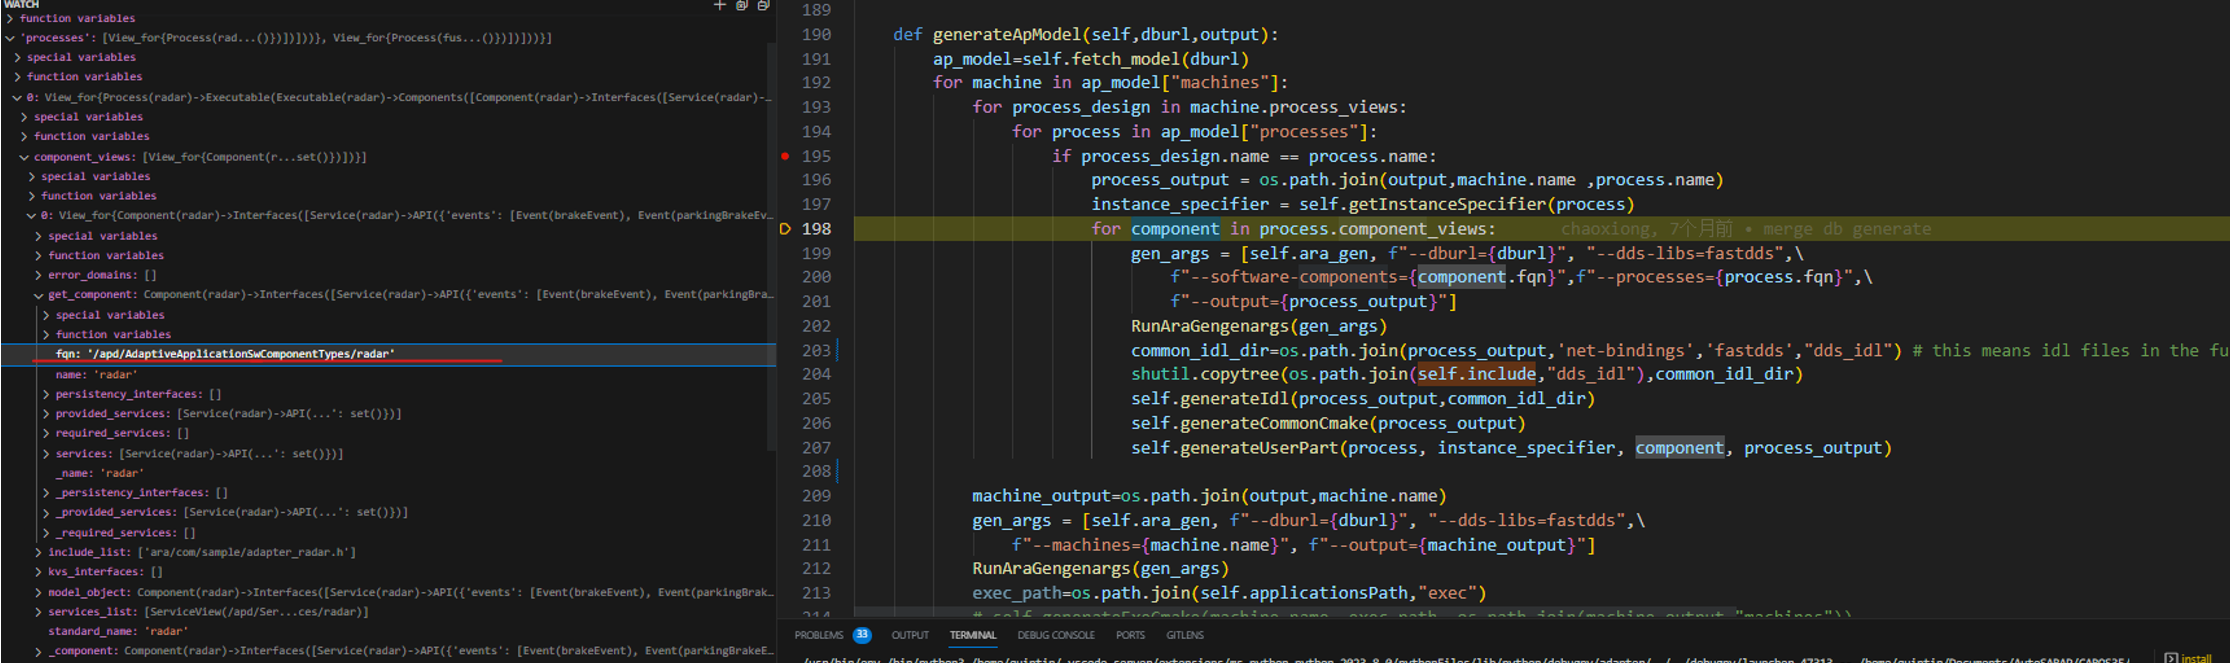 WATCH
function variables
'processes': [View_for{Process(rad...()})])))}, View_for{Process(fus...()})])))}]
special variables
function variables
0: View_for{Process(radar)->Executable(Executable(radar)->Components([Component(radar)->Interfaces([Service(radar)-…
special variables
function variables
component_views: [View_for{Component(r...set()})])}]
special variables
function variables
0: View_for{Component(radar)->Interfaces([Service(radar)->API({'events': [Event(brakeEvent), Event(parkingBrakeEv…
special variables
function variables
error_domains: []
get_component: Component(radar)->Interfaces([Service(radar)->API({'events': [Event(brakeEvent), Event(parkingBra…
special variables
function variables
fqn: '/apd/AdaptiveApplicationSwComponentTypes/radar'
name: 'radar'
persistency_interfaces: []
provided_services: [Service(radar)->API(...': set()})]
required_services: []
services: [Service(radar)->API(...': set()})]
_name: 'radar'
_persistency_interfaces: []
_provided_services: [Service(radar)->API(...': set()})]
_required_services: []
include_list: ['ara/com/sample/adapter_radar.h']
kvs_interfaces: []
model_object: Component(radar)->Interfaces([Service(radar)->API({'events': [Event(brakeEvent), Event(parkingBrak…
services_list: [ServiceView(/apd/Ser...ces/radar)]
standard_name: 'radar'
_component: Component(radar)->Interfaces([Service(radar)->API({'events': [Event(brakeEvent), Event(parkingBrakeE…
189
190 def generateApModel(self,dburl,output):
191 ap_model=self.fetch_model(dburl)
192 for machine in ap_model["machines"]:
193 for process_design in machine.process_views:
194 for process in ap_model["processes"]:
195 if process_design.name == process.name:
196 process_output = os.path.join(output,machine.name ,process.name)
197 instance_specifier = self.getInstanceSpecifier(process)
198 for component in process.component_views: chaoxiong, 7个月前 • merge db generate
199 gen_args = [self.ara_gen, f"--dburl={dburl}", "--dds-libs=fastdds",\
200 f"--software-components={component.fqn}",f"--processes={process.fqn}",\
201 f"--output={process_output}"]
202 RunAraGengenargs(gen_args)
203 common_idl_dir=os.path.join(process_output,'net-bindings','fastdds',"dds_idl") # this means idl files in the fu
204 shutil.copytree(os.path.join(self.include,"dds_idl"),common_idl_dir)
205 self.generateIdl(process_output,common_idl_dir)
206 self.generateCommonCmake(process_output)
207 self.generateUserPart(process, instance_specifier, component, process_output)
208
209 machine_output=os.path.join(output,machine.name)
210 gen_args = [self.ara_gen, f"--dburl={dburl}", "--dds-libs=fastdds",\
211 f"--machines={machine.name}", f"--output={machine_output}"]
212 RunAraGengenargs(gen_args)
213 exec_path=os.path.join(self.applicationsPath,"exec")
214 # self.generateExeCmake(machine.name, exec_path, os.path.join(machine_output,"machines"))
PROBLEMS 33 OUTPUT TERMINAL DEBUG CONSOLE PORTS GITLENS
install